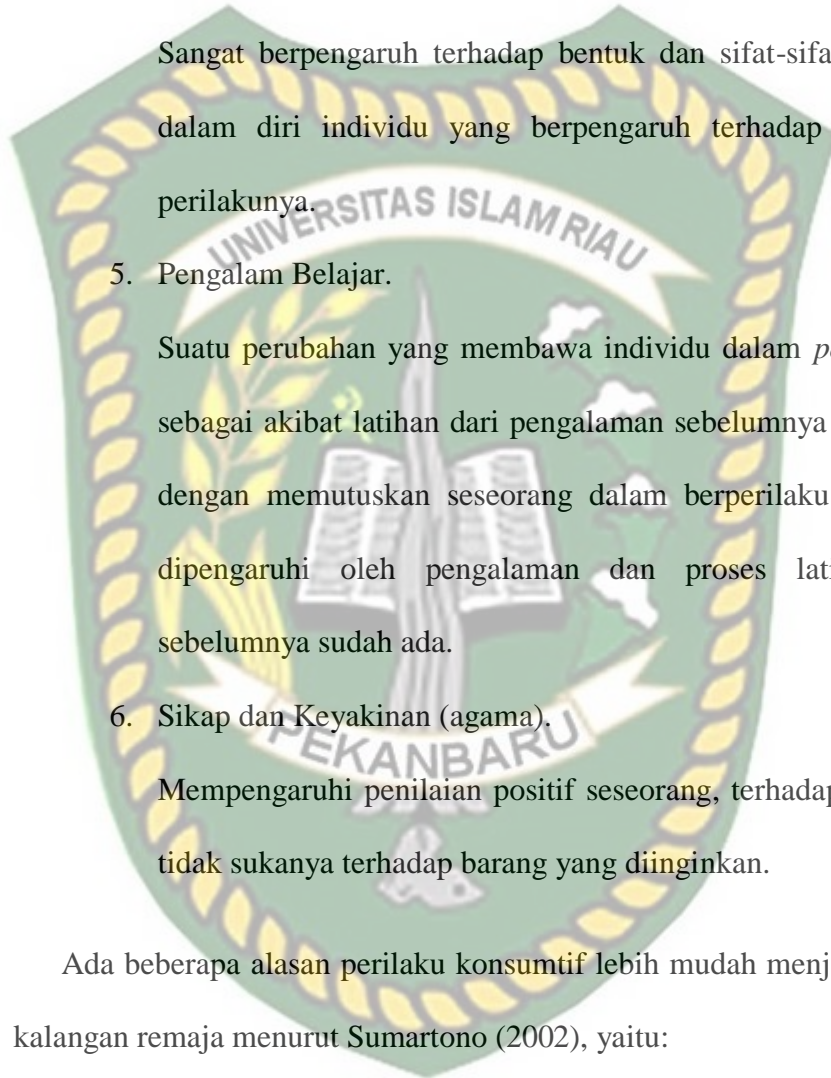 Sangat berpengaruh terhadap bentuk dan sifat-sifa
dalam diri individu yang berpengaruh terhadap
perilakunya.
UNIVERSITAS ISLAM RIAU
5. Pengalam Belajar.
Suatu perubahan yang membawa individu dalam
sebagai akibat latihan dari pengalaman sebelumnya
dengan memutuskan seseorang dalam berperilaku
dipengaruhi oleh pengalaman dan proses lati
sebelumnya sudah ada.
6. Sikap dan Keyakinan (agama).
PEKANBARU
Mempengaruhi penilaian positif seseorang, terhadap
tidak sukanya terhadap barang yang diinginkan.
Ada beberapa alasan perilaku konsumtif lebih mudah menj
kalangan remaja menurut Sumartono (2002), yaitu: